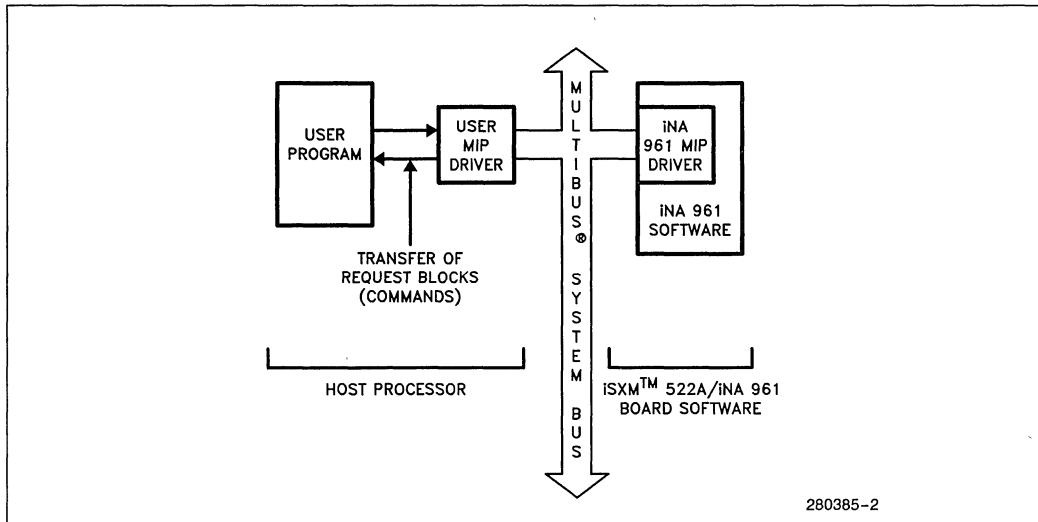 USER
PROGRAM
USER
MIP
DRIVER
MULTIBUS® SYSTEM BUS
iNA
961 MIP
DRIVER
iNA 961
SOFTWARE
TRANSFER OF
REQUEST BLOCKS
(COMMANDS)
HOST PROCESSOR
iSXM™ 522A/iNA 961
BOARD SOFTWARE
280385-2